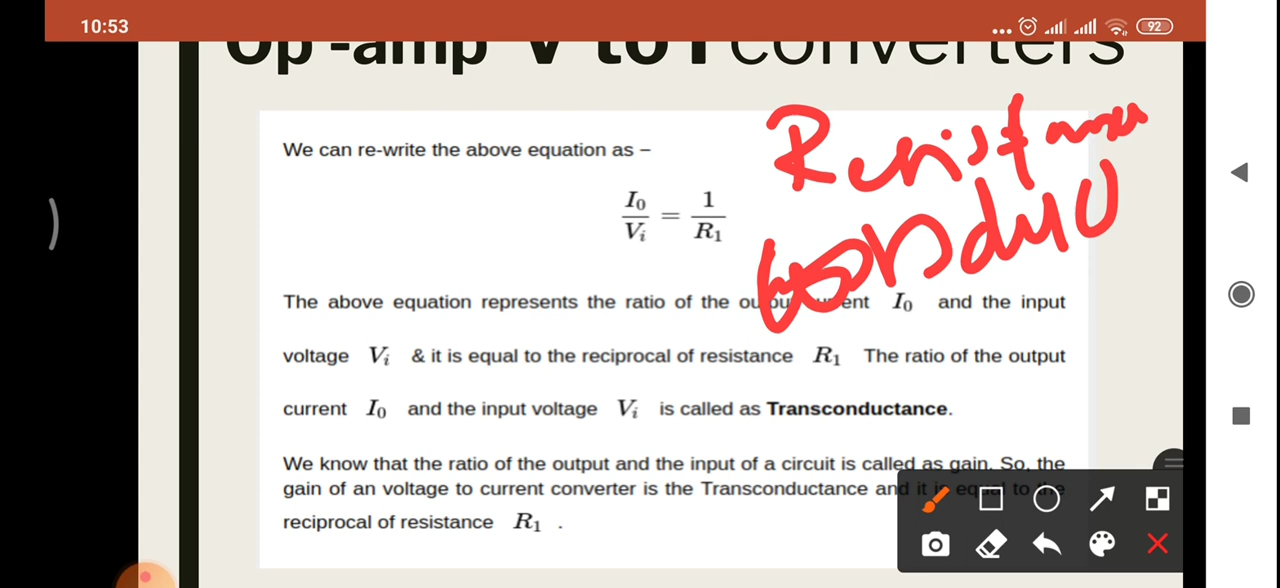 10:53
92
Op -amp V to I converters
We can re-write the above equation as –
I₀/Vᵢ = 1/R₁
Resistance
The above equation represents the ratio of the output current I₀ and the input
voltage Vᵢ & it is equal to the reciprocal of resistance R₁ The ratio of the output
current I₀ and the input voltage Vᵢ is called as Transconductance.
We know that the ratio of the output and the input of a circuit is called as gain. So, the
gain of an voltage to current converter is the Transconductance and it is equal to the
reciprocal of resistance R₁ .